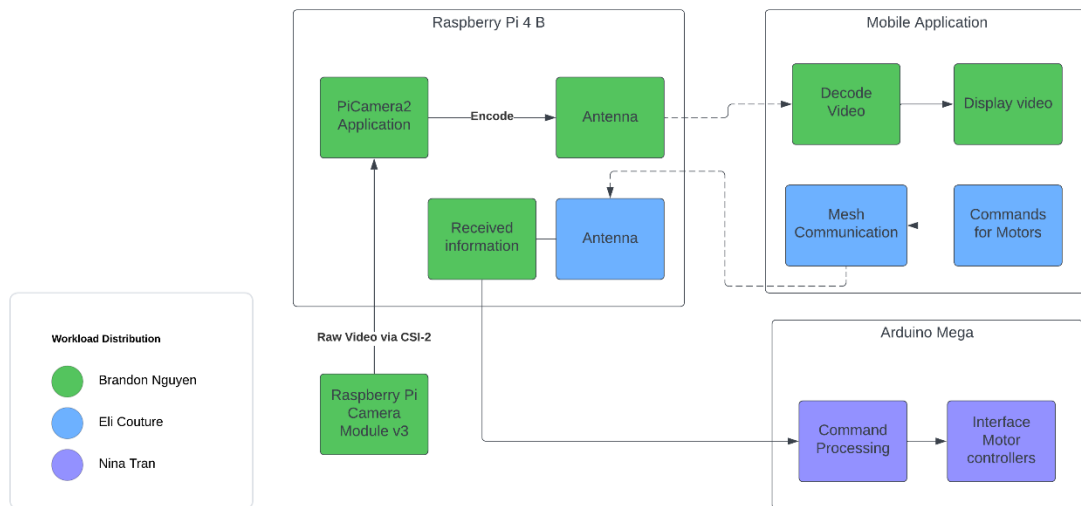 Raspberry Pi 4 B
Mobile Application
PiCamera2
Application
Encode
Antenna
Decode
Video
Display video
Received
information
Antenna
Mesh
Communication
Commands
for Motors
Raw Video via CSI-2
Raspberry Pi
Camera
Module v3
Arduino Mega
Command
Processing
Interface
Motor
controllers
Workload Distribution
Brandon Nguyen
Eli Couture
Nina Tran